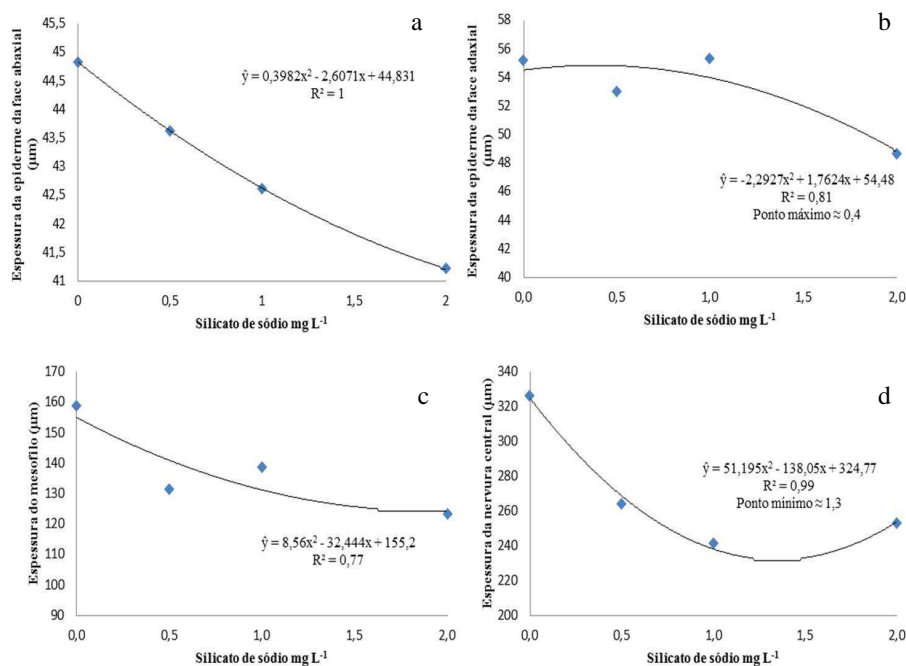 a
Espessura da epiderme da face abaxial
(µm)
45,5
45
44,5
44
43,5
43
42,5
42
41,5
41
ŷ = 0,3982x² - 2,6071x + 44,831
R² = 1
0
0,5
1
1,5
2
Silicato de sódio mg L⁻¹
b
Espessura da epiderme da face adaxial
(µm)
58
56
54
52
50
48
46
44
42
40
ŷ = -2,2927x² + 1,7624x + 54,48
R² = 0,81
Ponto máximo ≈ 0,4
0,0
0,5
1,0
1,5
2,0
Silicato de sódio mg L⁻¹
c
Espessura do mesofilo (µm)
170
160
150
140
130
120
110
100
90
ŷ = 8,56x² - 32,444x + 155,2
R² = 0,77
0,0
0,5
1,0
1,5
2,0
Silicato de sódio mg L⁻¹
d
Espessura da nervura central (µm)
340
320
300
280
260
240
220
200
ŷ = 51,195x² - 138,05x + 324,77
R² = 0,99
Ponto mínimo ≈ 1,3
0,0
0,5
1,0
1,5
2,0
Silicato de sódio mg L⁻¹